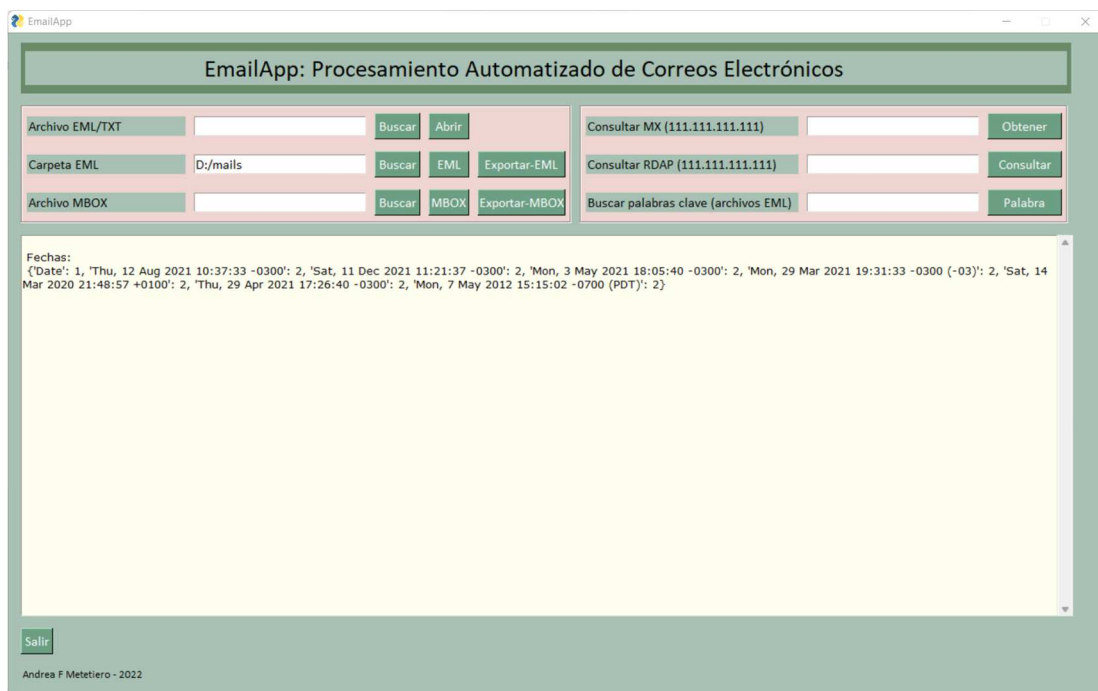 EmailApp
EmailApp: Procesamiento Automatizado de Correos Electrónicos
Archivo EML/TXT Buscar Abrir
Carpeta EML D:/mails Buscar EML Exportar-EML
Archivo MBOX Buscar MBOX Exportar-MBOX
Consultar MX (111.111.111.111) Obtener
Consultar RDAP (111.111.111.111) Consultar
Buscar palabras clave (archivos EML) Palabra
Fechas:
{'Date': 1, 'Thu, 12 Aug 2021 10:37:33 -0300': 2, 'Sat, 11 Dec 2021 11:21:37 -0300': 2, 'Mon, 3 May 2021 18:05:40 -0300': 2, 'Mon, 29 Mar 2021 19:31:33 -0300 (-03)': 2, 'Sat, 14
Mar 2020 21:48:57 +0100': 2, 'Thu, 29 Apr 2021 17:26:40 -0300': 2, 'Mon, 7 May 2012 15:15:02 -0700 (PDT)': 2}
Salir
Andrea F Metetiero - 2022